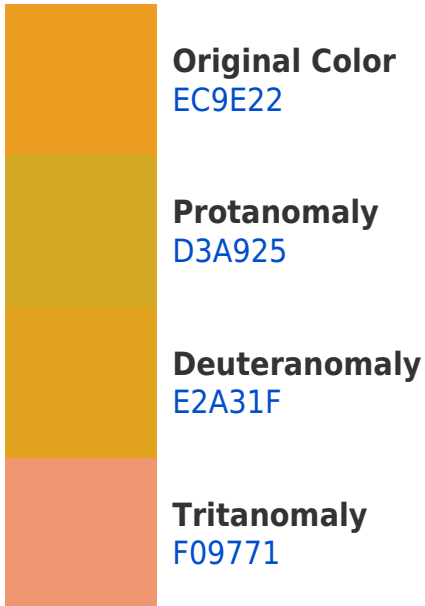 Original Color
EC9E22
Protanomaly
D3A925
Deuteranomaly
E2A31F
Tritanomaly
F09771